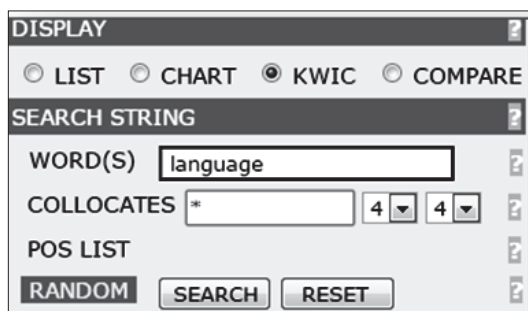 DISPLAY ?
LIST CHART KWIC COMPARE
SEARCH STRING ?
WORD(S) language ?
COLLOCATES * 4 4 ?
POS LIST ?
RANDOM SEARCH RESET ?